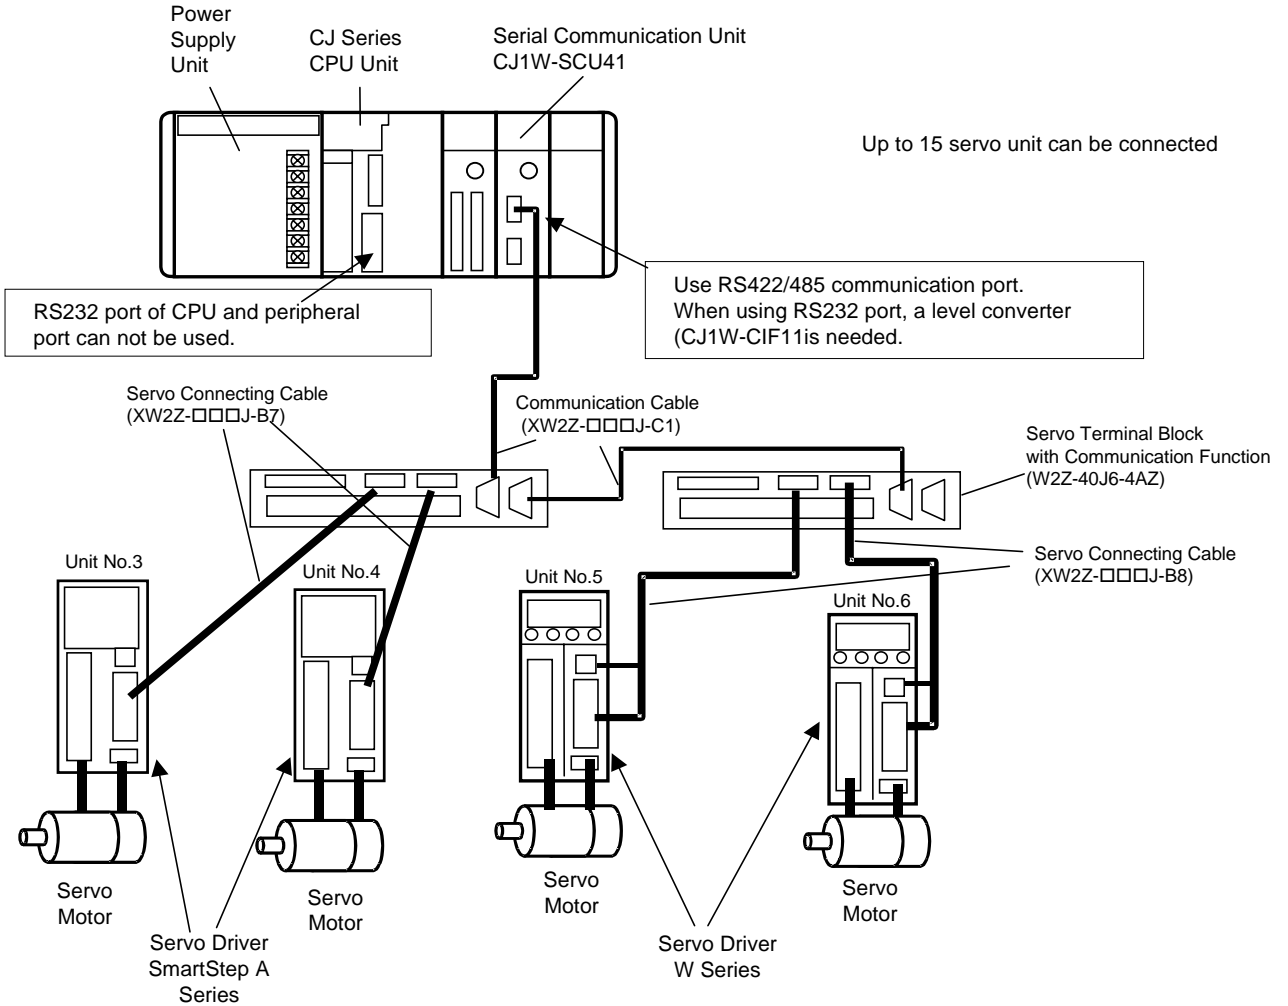 Power
Supply
Unit
CJ Series
CPU Unit
Serial Communication Unit
CJ1W-SCU41
Up to 15 servo unit can be connected
RS232 port of CPU and peripheral
port can not be used.
Use RS422/485 communication port.
When using RS232 port, a level converter
(CJ1W-CIF11is needed.
Servo Connecting Cable
(XW2Z-□□□J-B7)
Communication Cable
(XW2Z-□□□J-C1)
Servo Terminal Block
with Communication Function
(W2Z-40J6-4AZ)
Servo Connecting Cable
(XW2Z-□□□J-B8)
Unit No.3
Unit No.4
Unit No.5
Unit No.6
Servo
Motor
Servo
Motor
Servo
Motor
Servo
Motor
Servo Driver
SmartStep A
Series
Servo Driver
W Series